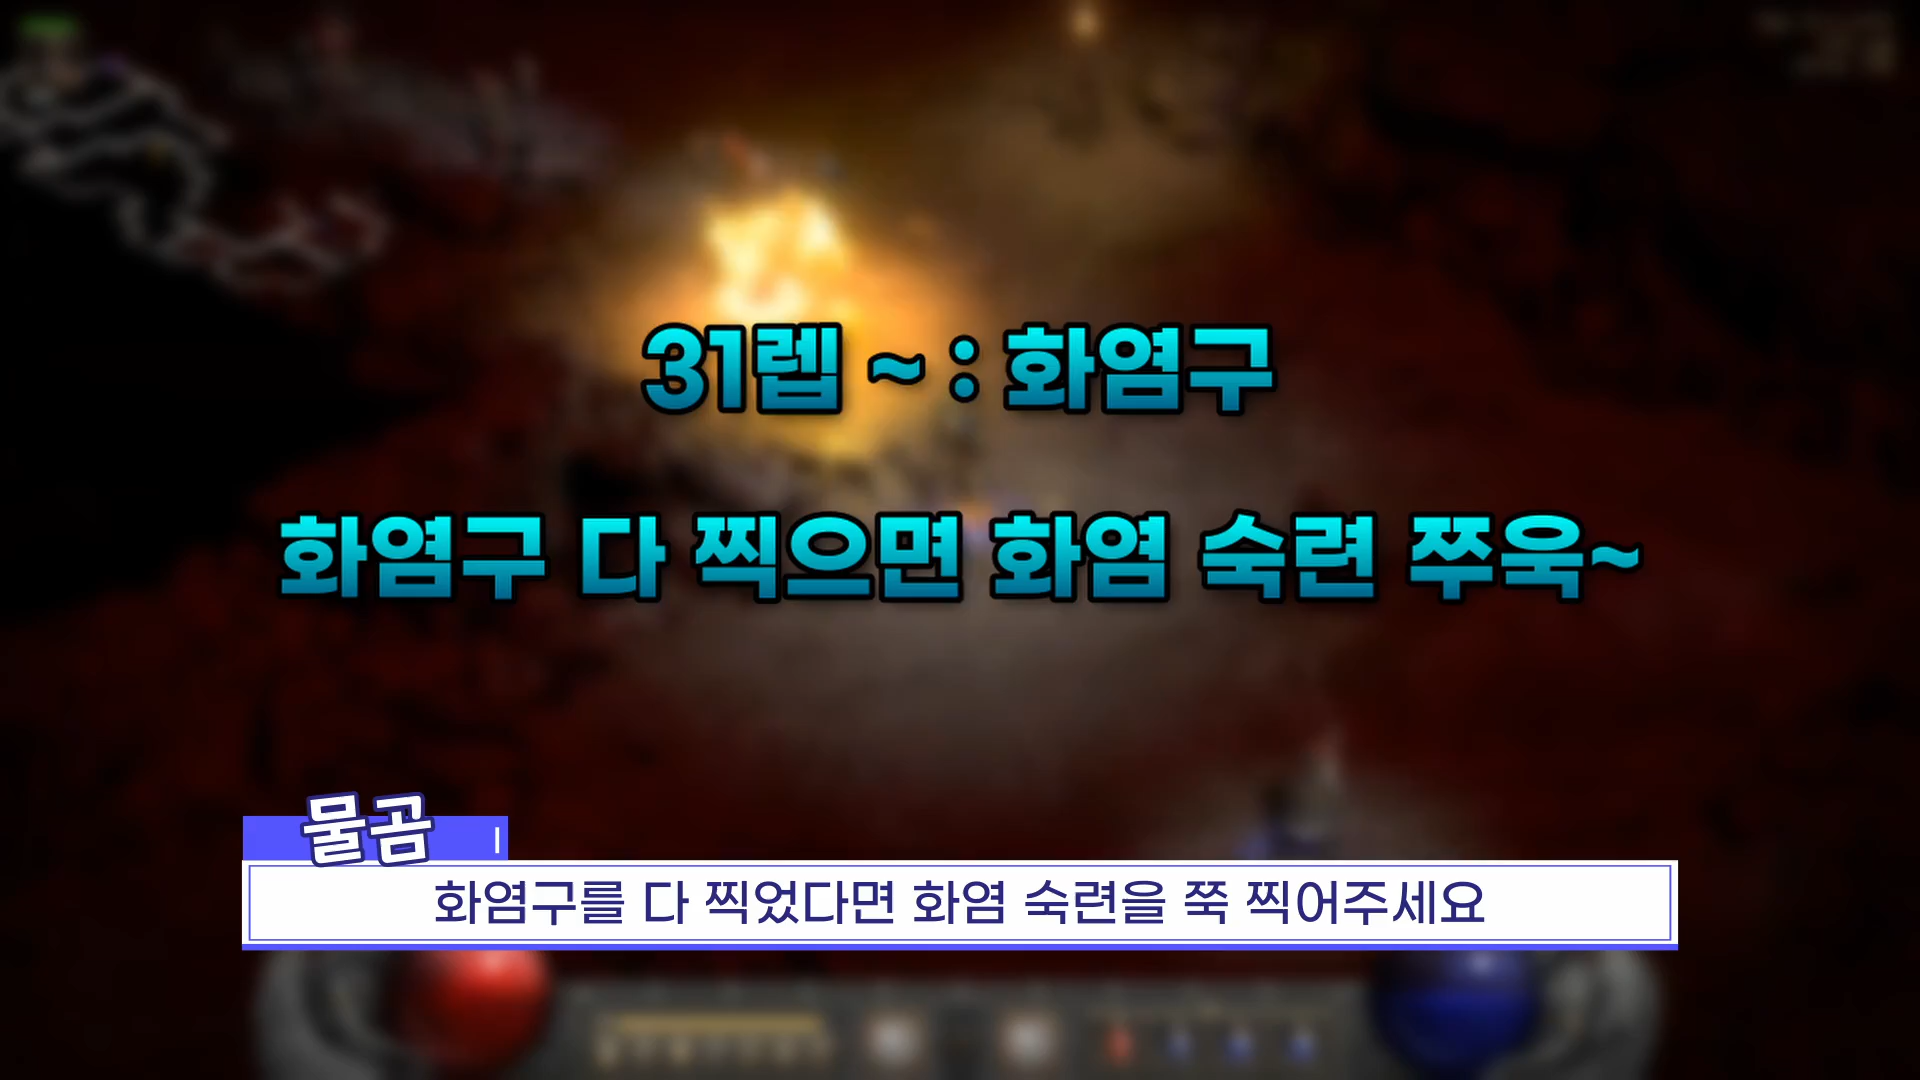 31렙 ~ : 화염구
화염구 다 찍으면 화염 숙련 쭈욱~
물곰
화염구를 다 찍었다면 화염 숙련을 쭉 찍어주세요